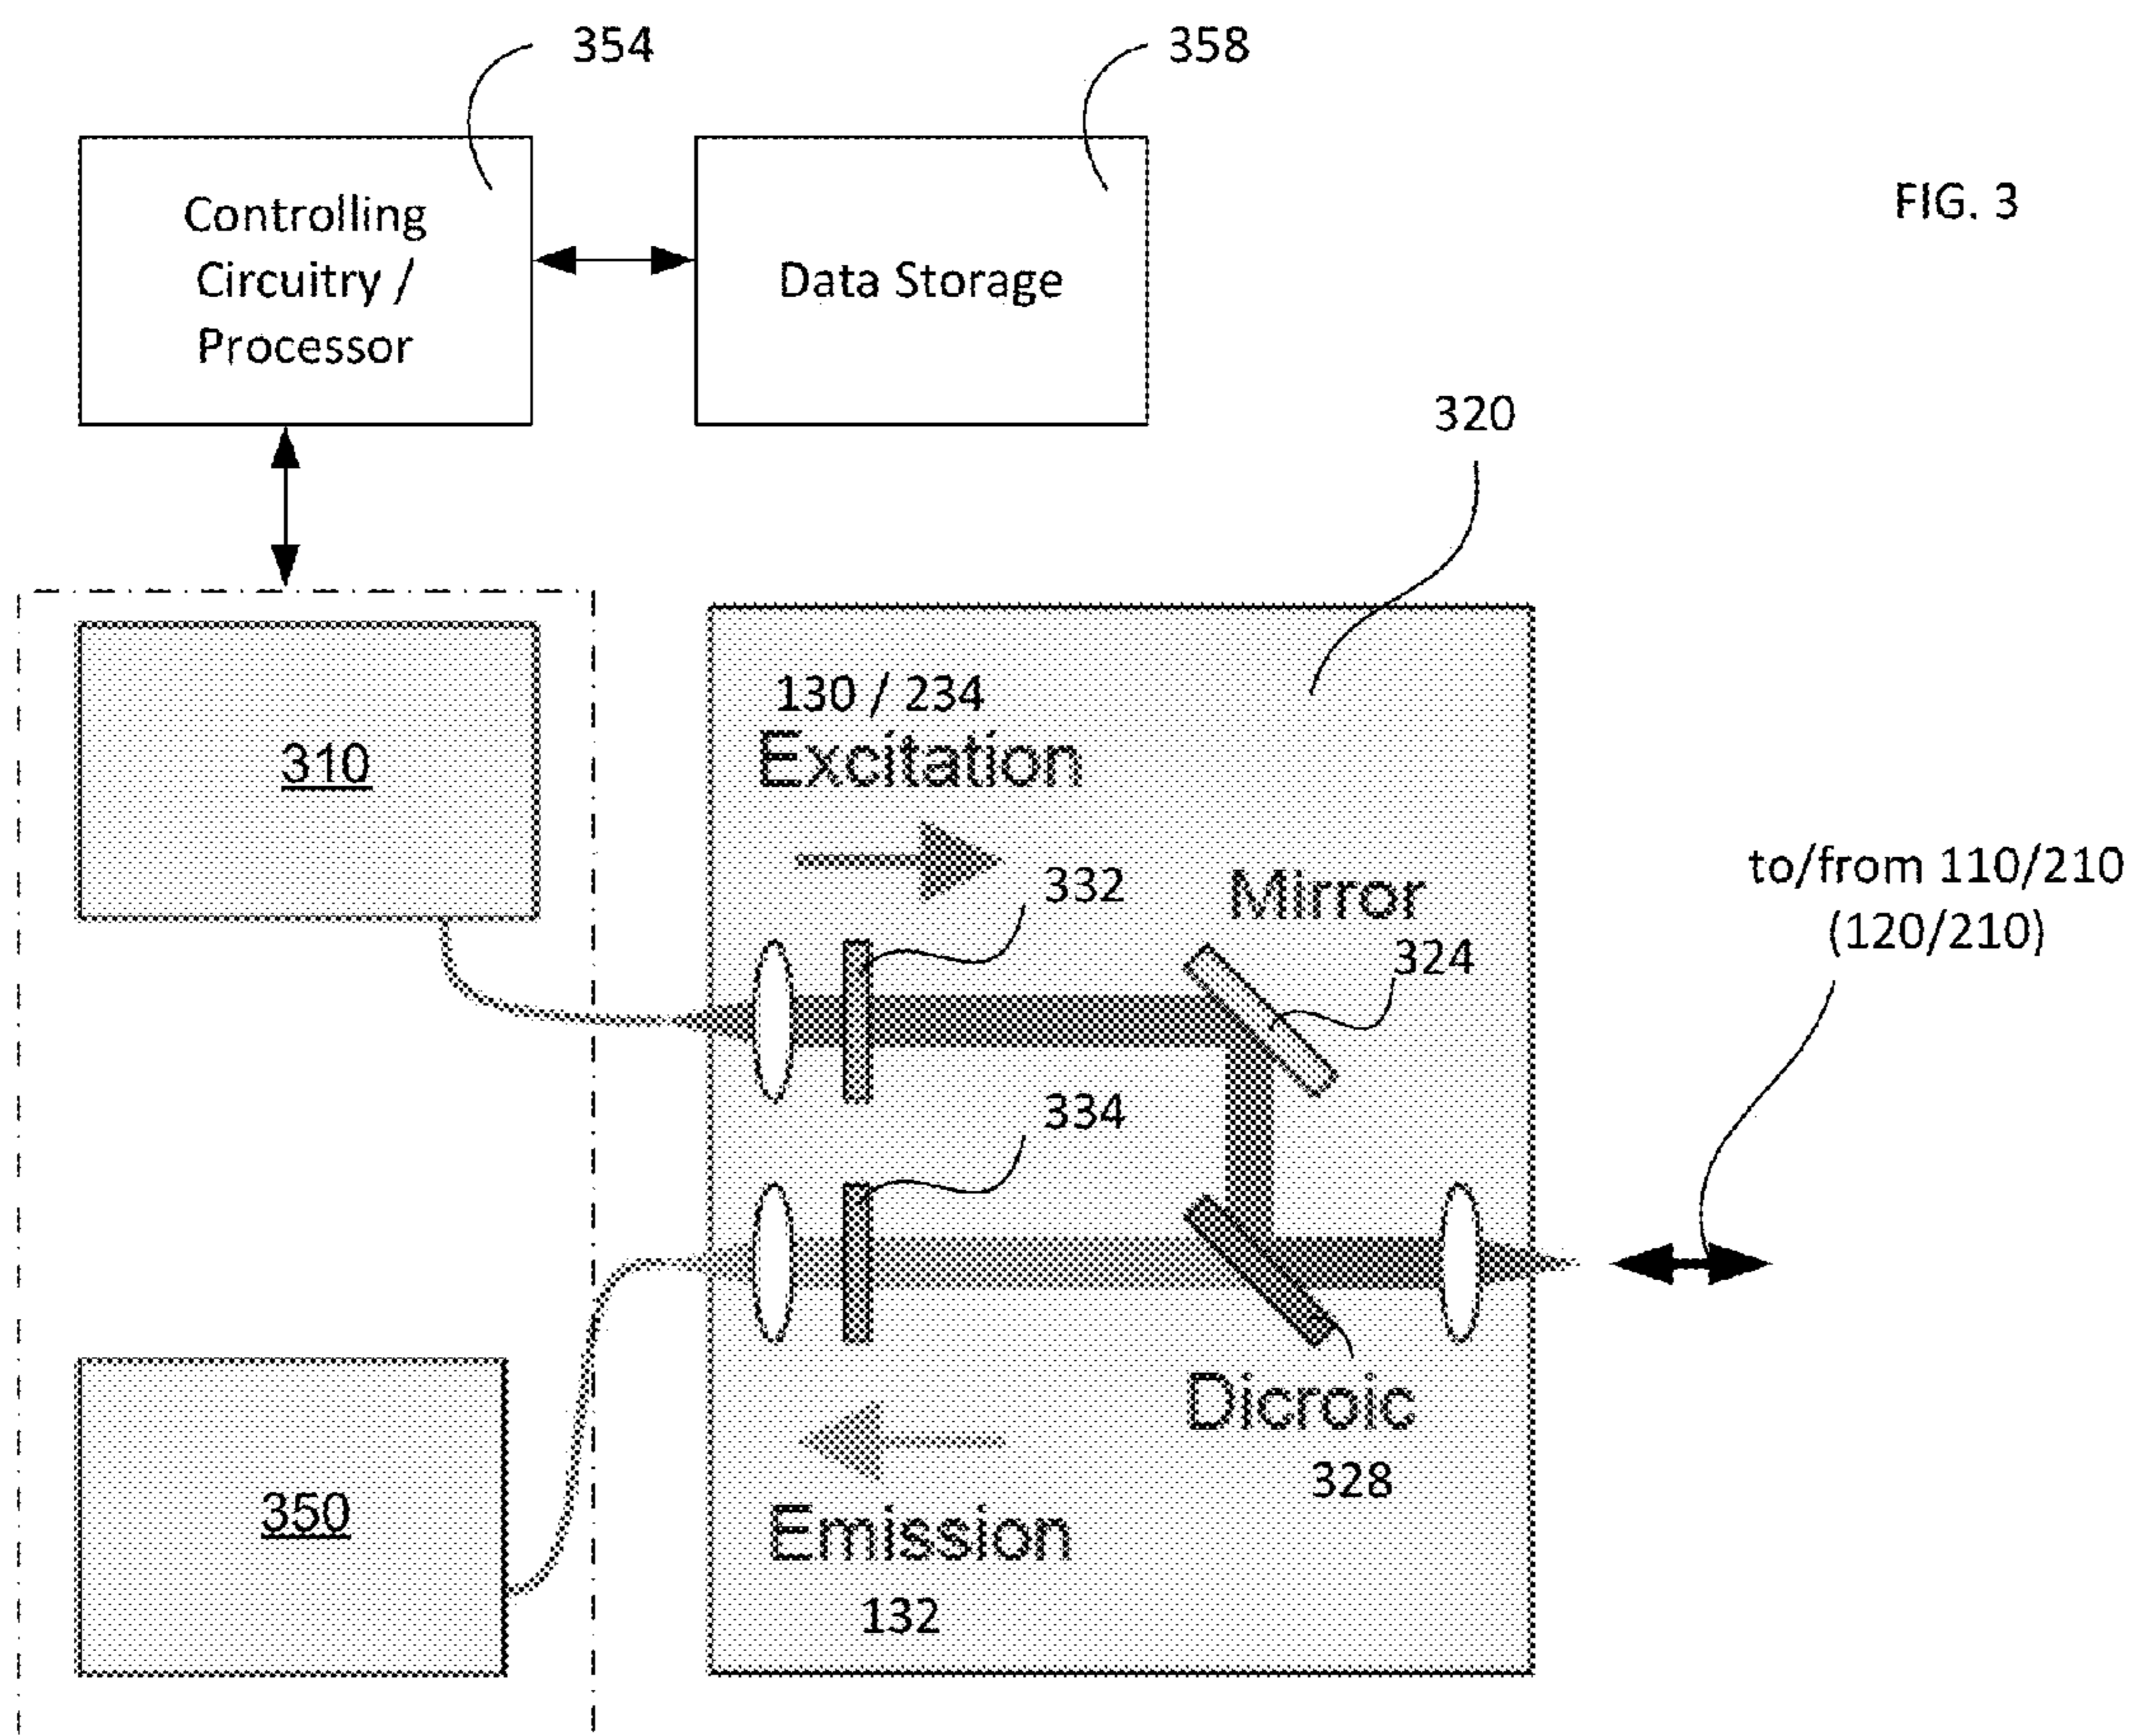 354
358
FIG. 3
Controlling
Circuitry /
Processor
Data Storage
320
310
130 / 234
Excitation
332
Mirror
324
to/from 110/210
(120/210)
334
Dicroic
328
350
Emission
132